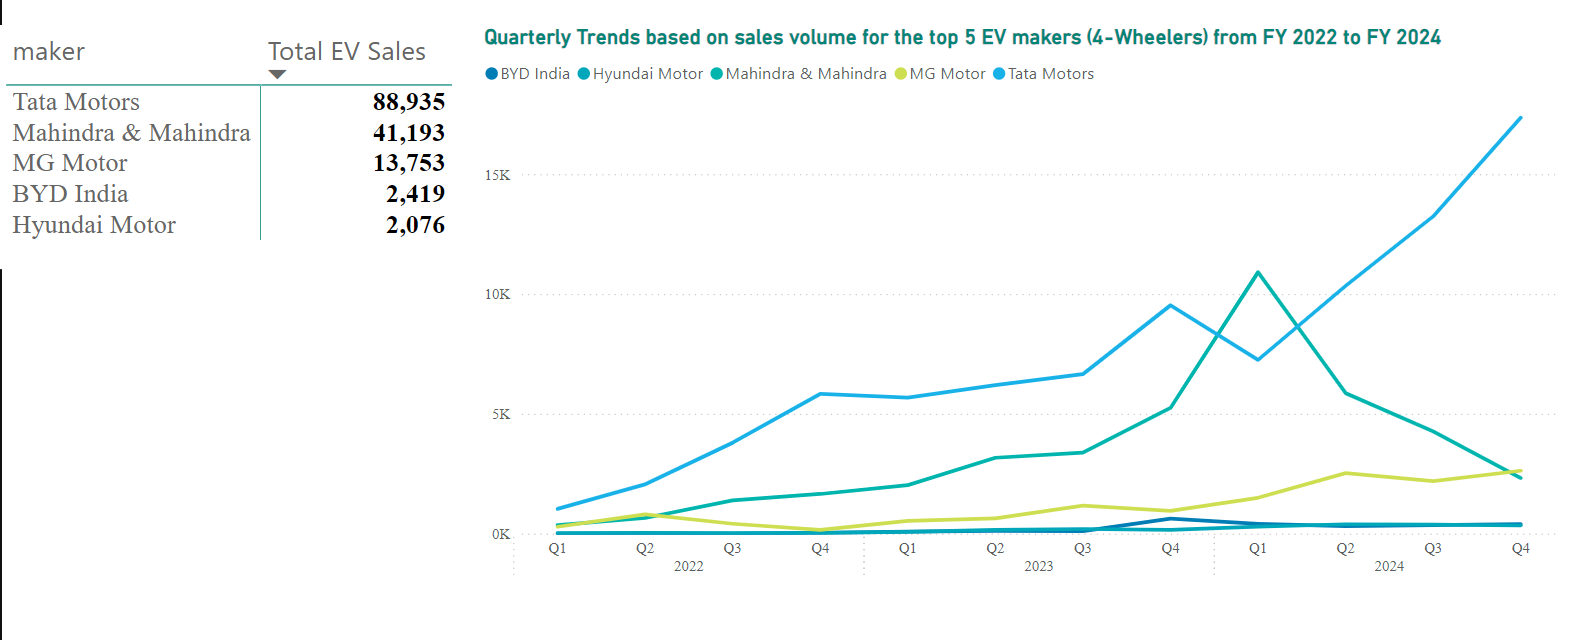 maker Total EV Sales
Tata Motors 88,935
Mahindra & Mahindra 41,193
MG Motor 13,753
BYD India 2,419
Hyundai Motor 2,076
Quarterly Trends based on sales volume for the top 5 EV makers (4-Wheelers) from FY 2022 to FY 2024
BYD India Hyundai Motor Mahindra & Mahindra MG Motor Tata Motors
15K
10K
5K
0K
Q1 Q2 Q3 Q4 Q1 Q2 Q3 Q4 Q1 Q2 Q3 Q4
2022 2023 2024